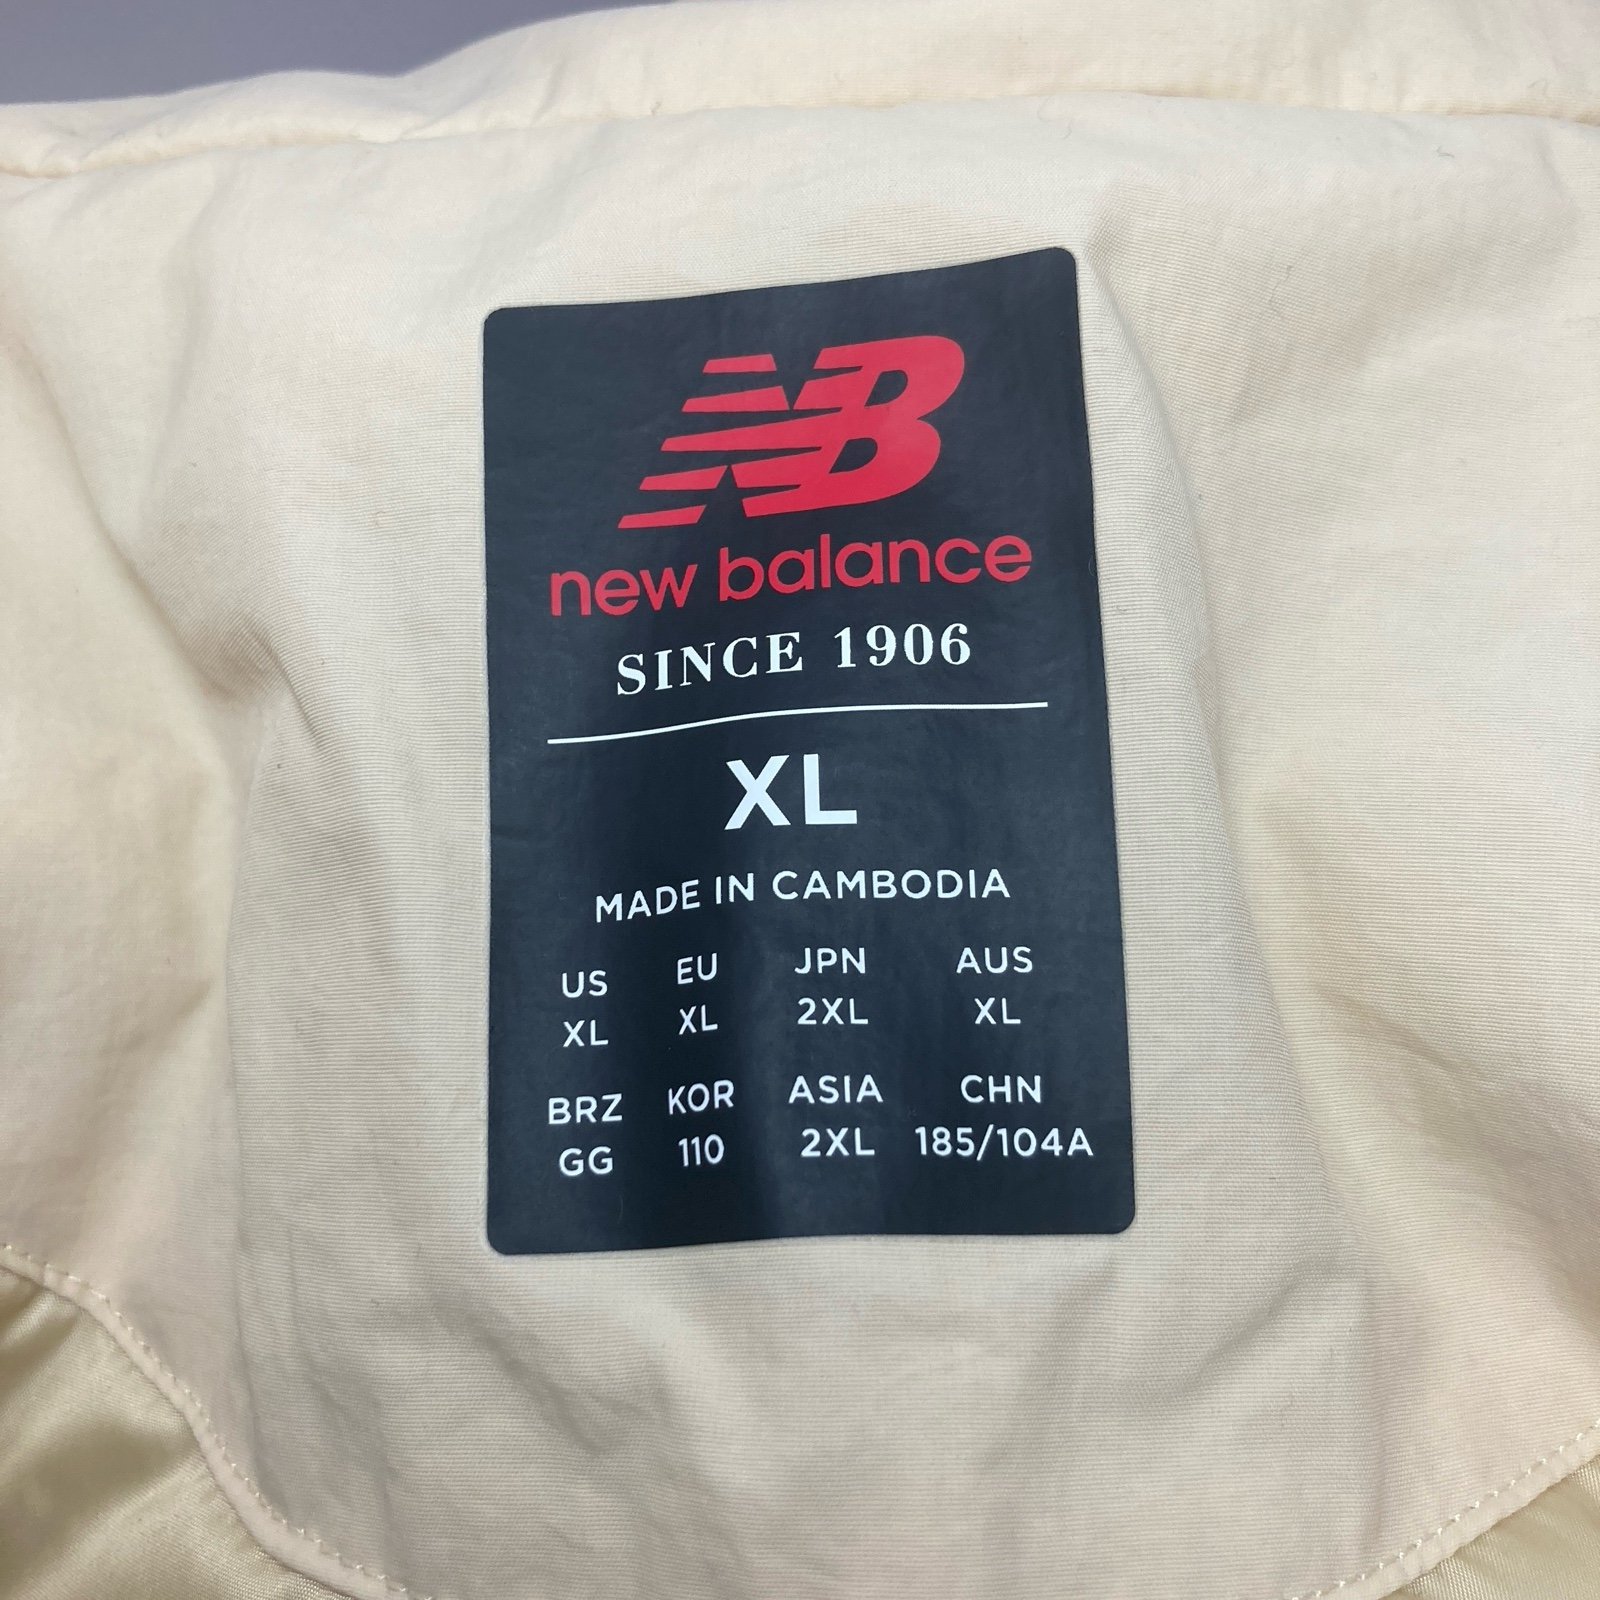 NB
new balance
SINCE 1906
XL
MADE IN CAMBODIA
US EU JPN AUS
XL XL 2XL XL
BRZ KOR ASIA CHN
GG 110 2XL 185/104A